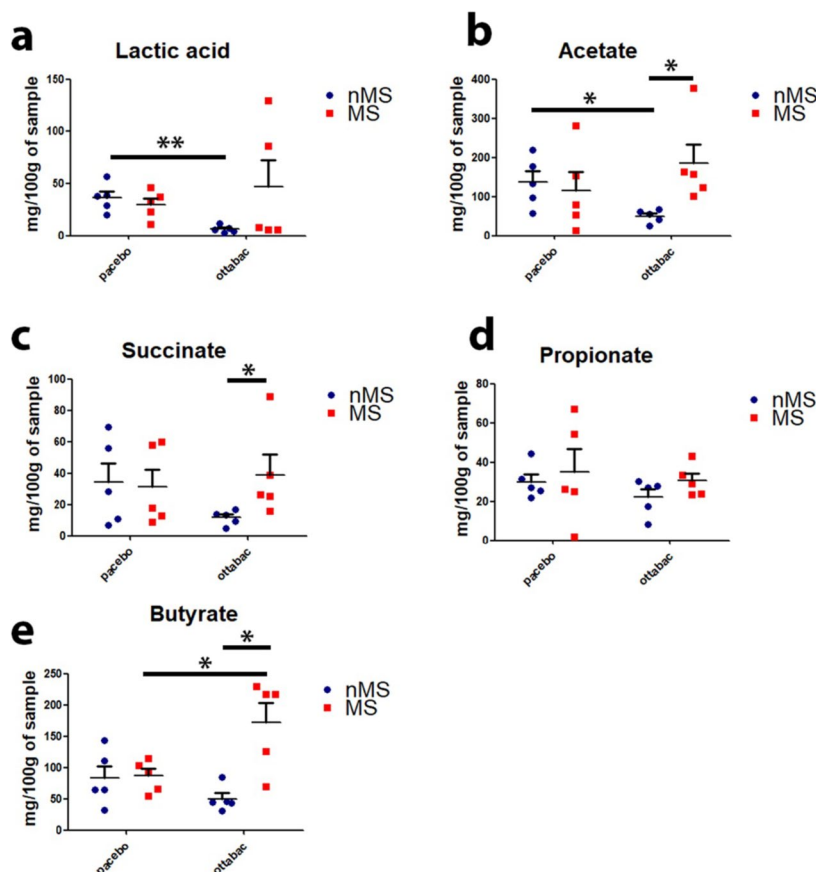 a
Lactic acid
mg/100g of sample
150
100
50
0
**
nMS
MS
pacebo
ottabac
b
Acetate
mg/100g of sample
400
300
200
100
0
*
*
nMS
MS
pacebo
ottabac
c
Succinate
mg/100g of sample
100
80
60
40
20
0
*
nMS
MS
pacebo
ottabac
d
Propionate
mg/100g of sample
80
60
40
20
0
nMS
MS
pacebo
ottabac
e
Butyrate
mg/100g of sample
250
200
150
100
50
0
*
*
nMS
MS
pacebo
ottabac